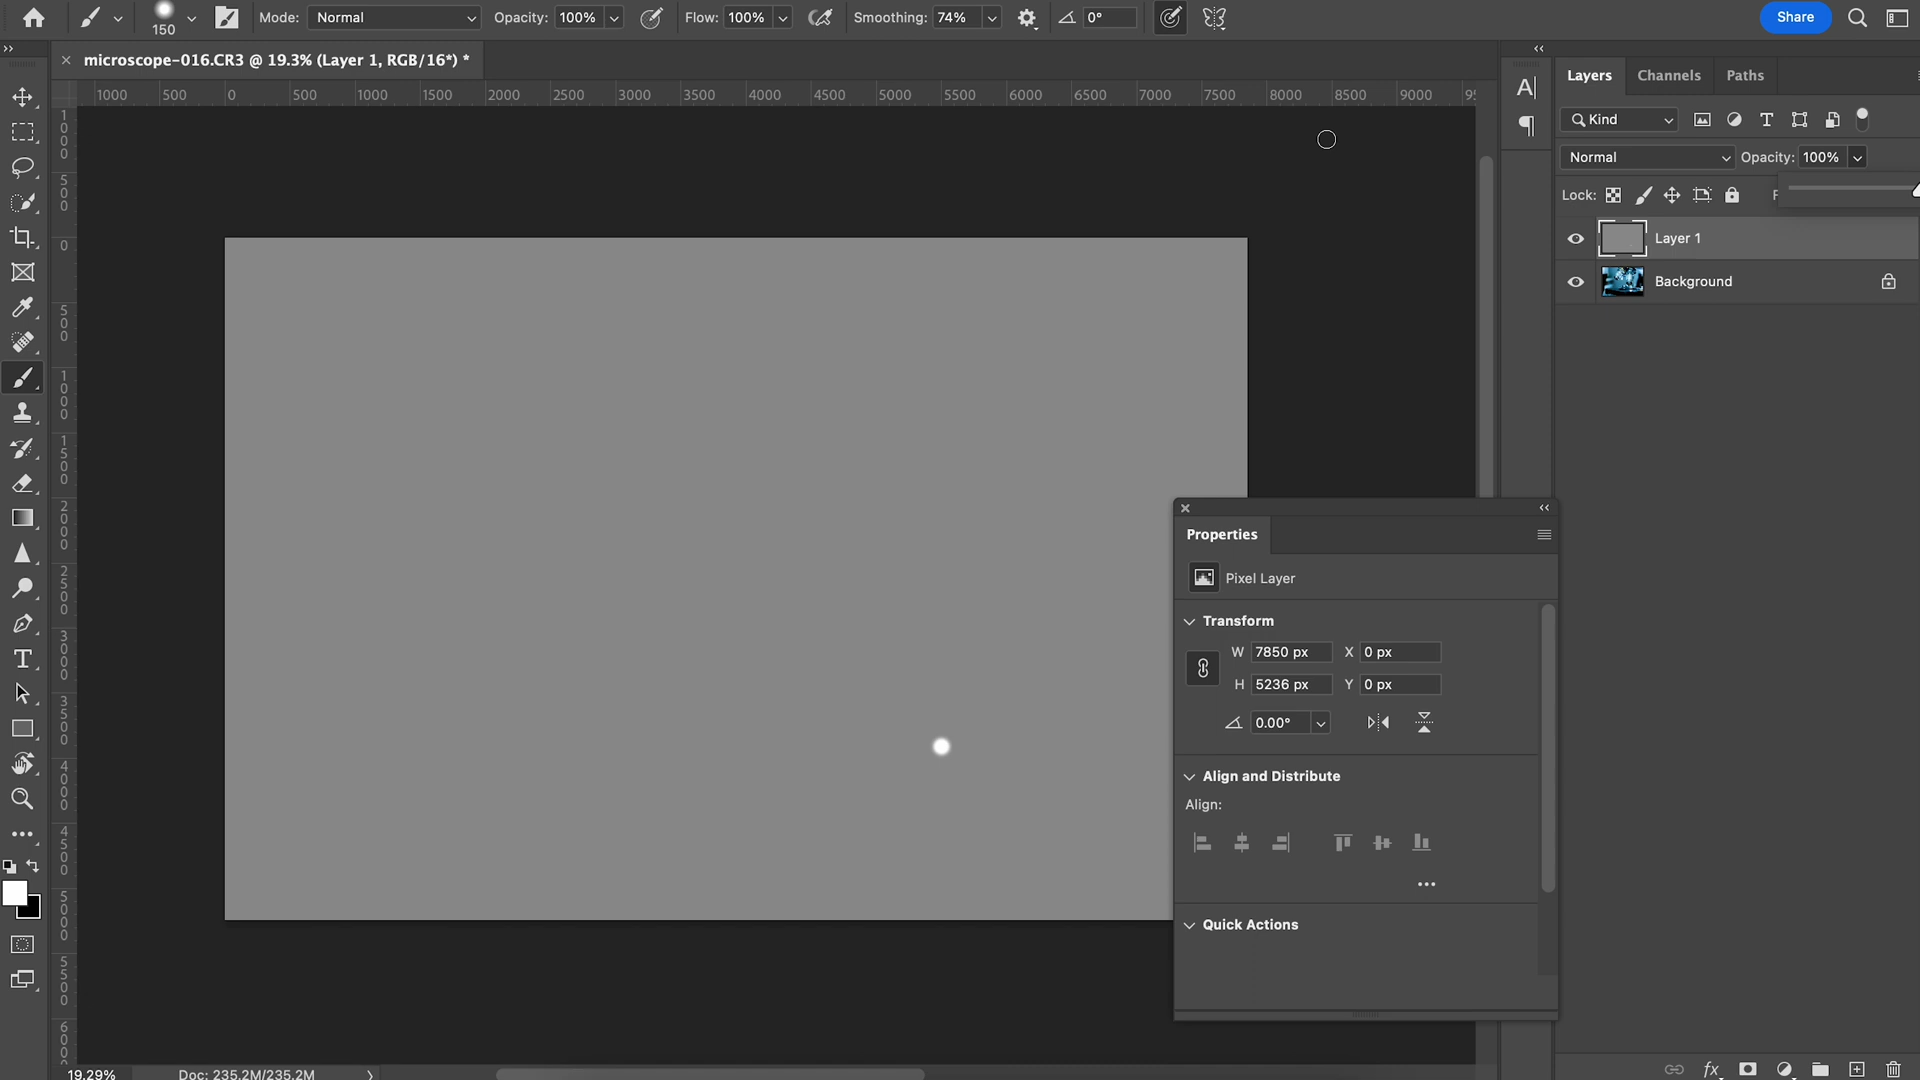 150
Mode: Normal
Opacity: 100%
Flow: 100%
Smoothing: 74%
0°
Share
microscope-016.CR3 @ 19.3% (Layer 1, RGB/16*) *
1000 500 0 500 1000 1500 2000 2500 3000 3500 4000 4500 5000 5500 6000 6500 7000 7500 8000 8500 9000
1000
500
0
500
1000
1500
2000
2500
3000
3500
4000
4500
5000
5500
Layers Channels Paths
Kind
Normal Opacity: 100%
Lock:
Layer 1
Background
Properties
Pixel Layer
Transform
W 7850 px X 0 px
H 5236 px Y 0 px
0.00°
Align and Distribute
Align:
Quick Actions
19.29% Doc: 235.2M/235.2M
fx